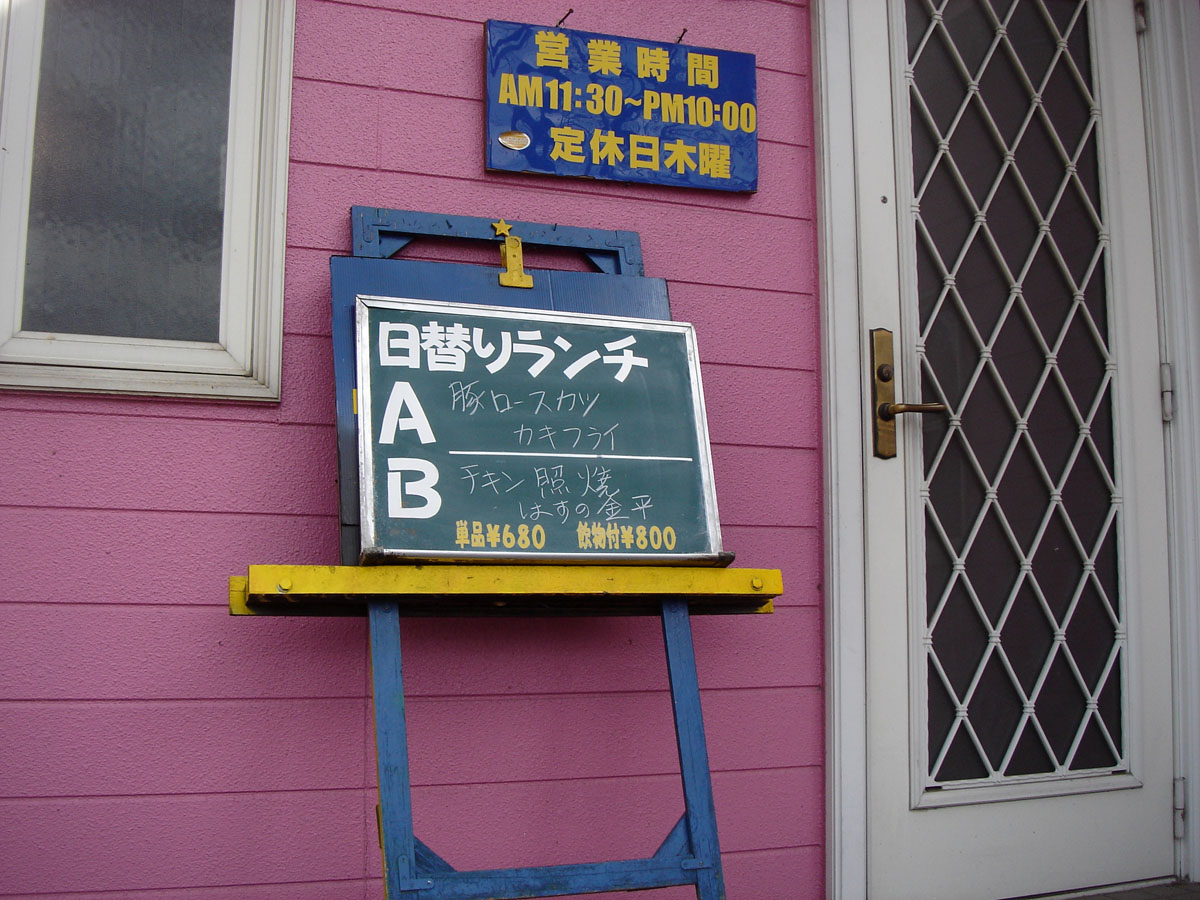 営業時間
AM11:30~PM10:00
定休日木曜
日替りランチ
A 豚ロースカツ
カキフライ
B チキン照焼
はすの金平
単品¥680 飲物付¥800